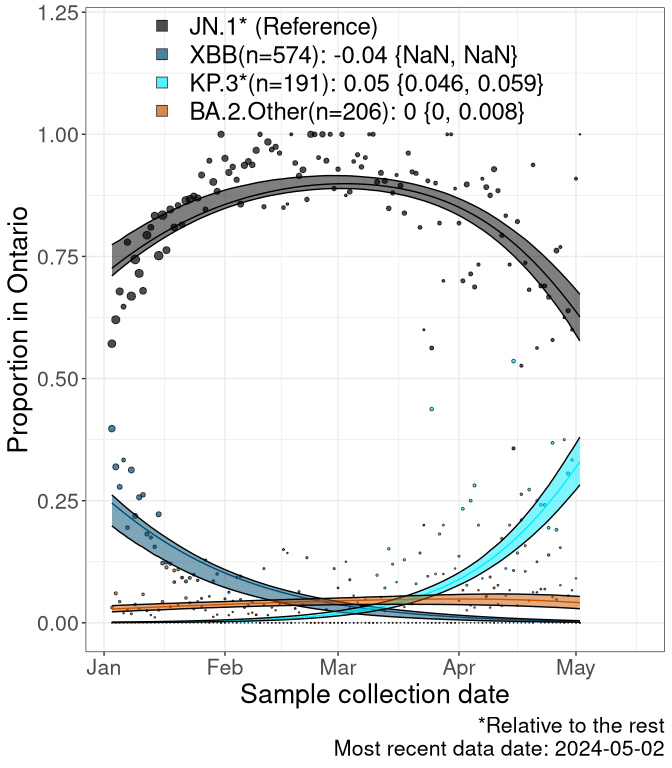 JN.1* (Reference)
XBB(n=574): -0.04 {NaN, NaN}
KP.3*(n=191): 0.05 {0.046, 0.059}
BA.2.Other(n=206): 0 {0, 0.008}
1.25
1.00
0.75
0.50
0.25
0.00
Proportion in Ontario
Jan Feb Mar Apr May
Sample collection date
*Relative to the rest
Most recent data date: 2024-05-02